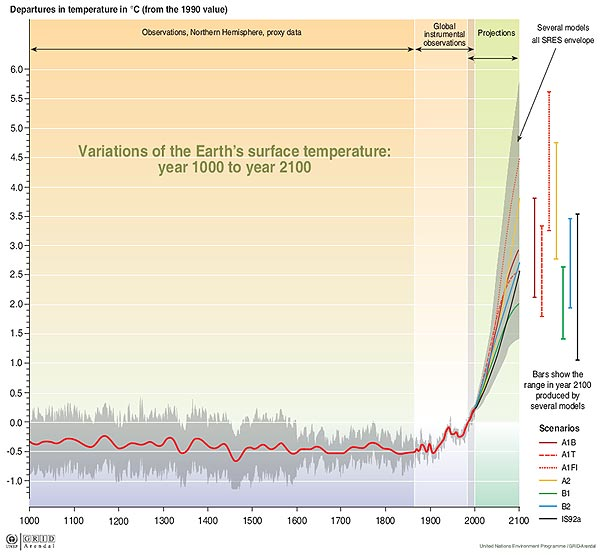 Departures in temperature in °C (from the 1990 value)
Observations, Northern Hemisphere, proxy data
Global
instrumental
observations
Projections
Several models
all SRES envelope
6.0
5.5
5.0
4.5
4.0
3.5
3.0
2.5
2.0
1.5
1.0
0.5
0.0
-0.5
-1.0
Variations of the Earth's surface temperature:
year 1000 to year 2100
Bars show the
range in year 2100
produced by
several models
Scenarios
A1B
A1T
A1FI
A2
B1
B2
IS92a
1000 1100 1200 1300 1400 1500 1600 1700 1800 1900 2000 2100
UNEP
GRID
Arendal
United Nations Environment Programme / GRID-Arendal